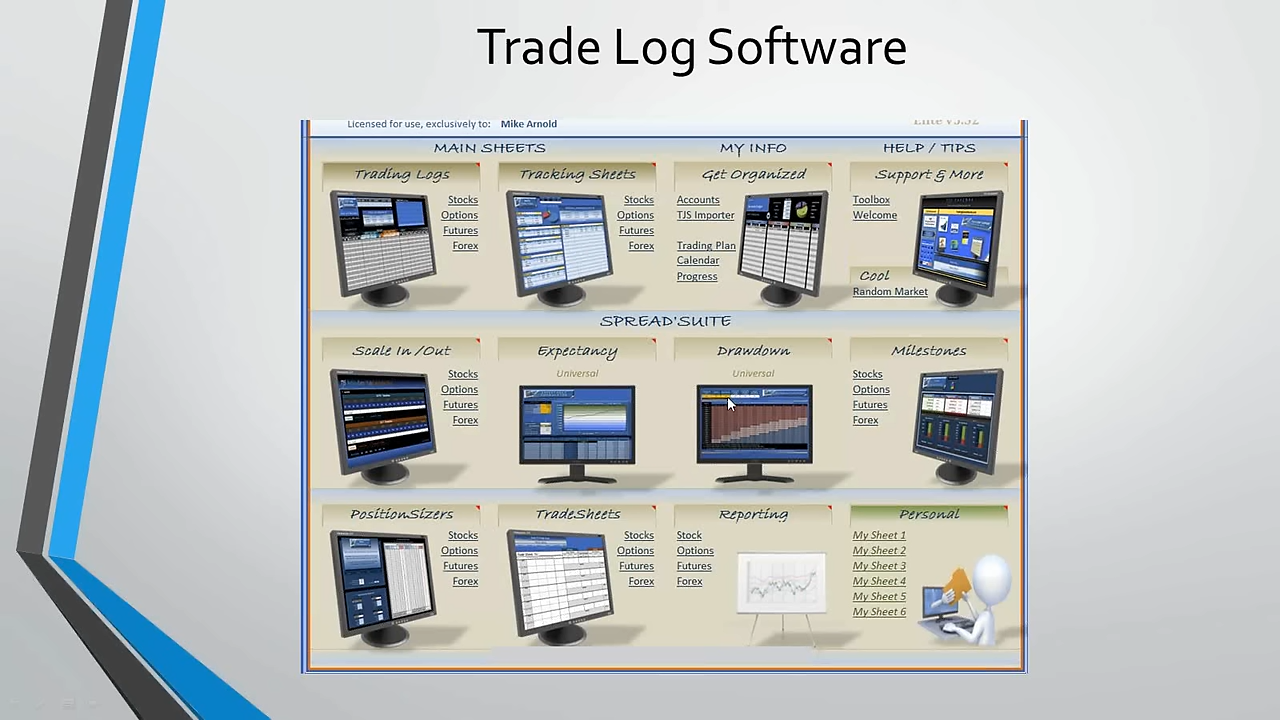 Trade Log Software
Licensed for use, exclusively to: Mike Arnold
MAIN SHEETS
MY INFO
HELP / TIPS
Trading Logs
Stocks
Options
Futures
Forex
Tracking Sheets
Stocks
Options
Futures
Forex
Get Organized
Accounts
TJS Importer
Trading Plan
Calendar
Progress
Support & More
Toolbox
Welcome
Cool
Random Market
SPREAD'SUITE
Scale In /Out
Stocks
Options
Futures
Forex
Expectancy
Universal
Drawdown
Universal
Milestones
Stocks
Options
Futures
Forex
PositionSizers
Stocks
Options
Futures
Forex
TradeSheets
Stocks
Options
Futures
Forex
Reporting
Stock
Options
Futures
Forex
Personal
My Sheet 1
My Sheet 2
My Sheet 3
My Sheet 4
My Sheet 5
My Sheet 6